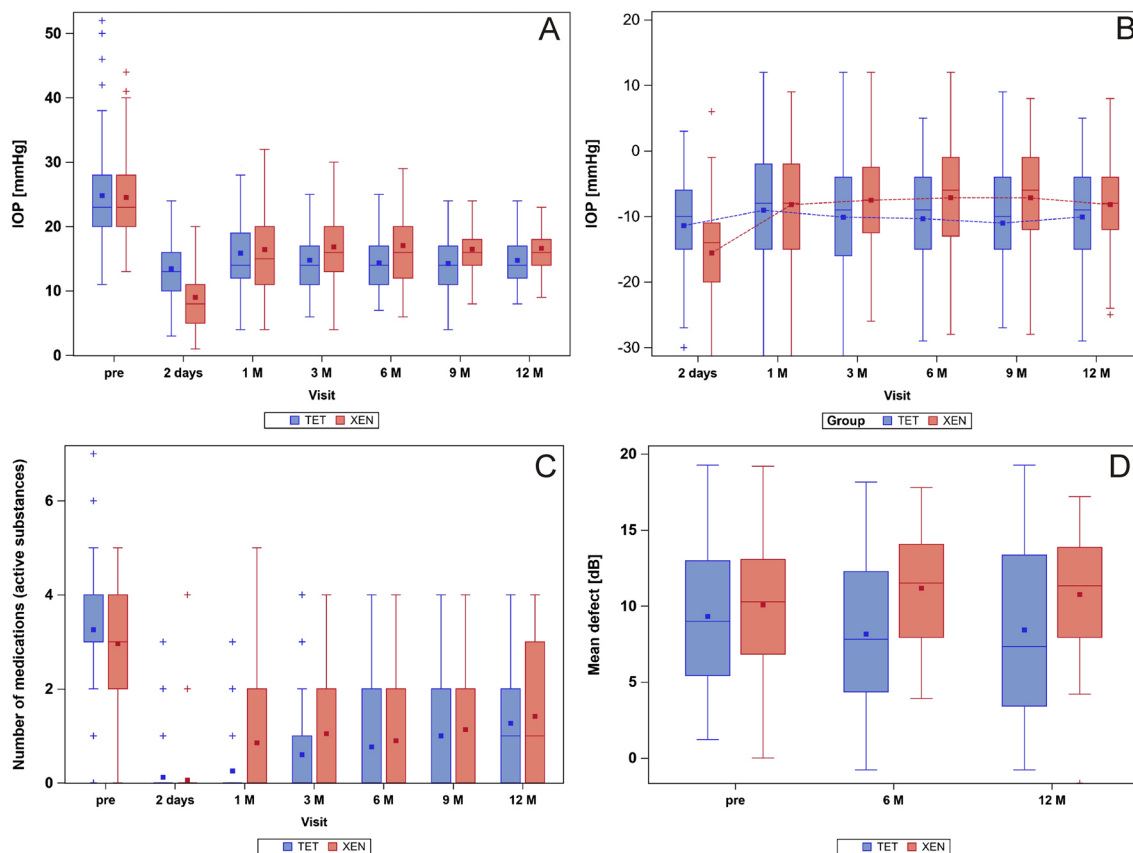 A
IOP [mmHg]
50
40
30
20
10
0
pre 2 days 1 M 3 M 6 M 9 M 12 M
Visit
TET XEN
B
IOP [mmHg]
20
10
0
-10
-20
-30
2 days 1 M 3 M 6 M 9 M 12 M
Visit
Group TET XEN
C
Number of medications (active substances)
6
4
2
0
pre 2 days 1 M 3 M 6 M 9 M 12 M
Visit
TET XEN
D
Mean defect [dB]
20
15
10
5
0
pre 6 M 12 M
TET XEN